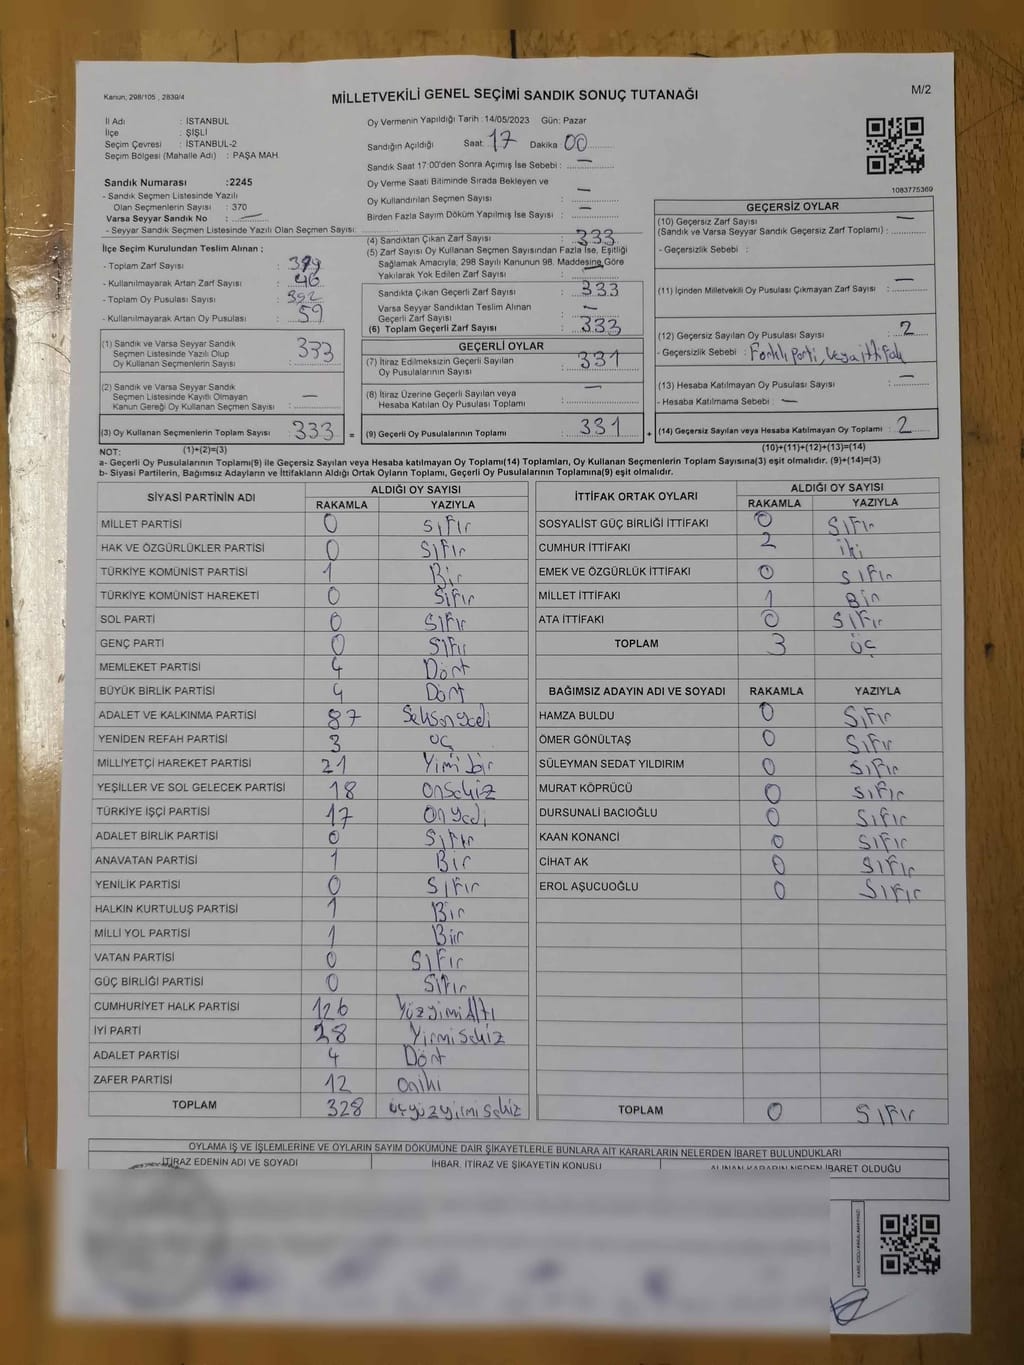 Kanun, 298/105 , 2839/4
MİLLETVEKİLİ GENEL SEÇİMİ SANDIK SONUÇ TUTANAĞI
M/2
İl Adı : İSTANBUL
İlçe : ŞİŞLİ
Seçim Çevresi : İSTANBUL-2
Seçim Bölgesi (Mahalle Adı) : PAŞA MAH
Sandık Numarası :2245
- Sandık Seçmen Listesinde Yazılı
Olan Seçmenlerin Sayısı : 370
Varsa Seyyar Sandık No : —
- Seyyar Sandık Seçmen Listesinde Yazılı Olan Seçmen Sayısı:
Oy Vermenin Yapıldığı Tarih :14/05/2023 Gün: Pazar
Sandığın Açıldığı Saat: 17 Dakika 00
Sandık Saat 17:00'den Sonra Açımış İse Sebebi : —
Oy Verme Saati Bitiminde Sırada Bekleyen ve
Oy Kullandırılan Seçmen Sayısı : —
Birden Fazla Sayım Döküm Yapılmış İse Sayısı : —
1083775369
İlçe Seçim Kurulundan Teslim Alınan ;
- Toplam Zarf Sayısı :
- Kullanılmayarak Artan Zarf Sayısı : 46
- Toplam Oy Pusulası Sayısı : 392
- Kullanılmayarak Artan Oy Pusulası : 59
(1) Sandık ve Varsa Seyyar Sandık
Seçmen Listesinde Yazılı Olup
Oy Kullanan Seçmenlerin Sayısı : 333
(2) Sandık ve Varsa Seyyar Sandık
Seçmen Listesinde Kayıtlı Olmayan
Kanun Gereği Oy Kullanan Seçmen Sayısı : —
(3) Oy Kullanan Seçmenlerin Toplam Sayısı : 333 =
(4) Sandıktan Çıkan Zarf Sayısı : 333
(5) Zarf Sayısı Oy Kullanan Seçmen Sayısından Fazla İse, Eşitliği
Sağlamak Amacıyla, 298 Sayılı Kanunun 98. Maddesine Göre
Yakılarak Yok Edilen Zarf Sayısı : —
Sandıkta Çıkan Geçerli Zarf Sayısı : 333
Varsa Seyyar Sandıktan Teslim Alınan
Geçerli Zarf Sayısı : —
(6) Toplam Geçerli Zarf Sayısı : 333
GEÇERLİ OYLAR
(7) İtiraz Edilmeksizin Geçerli Sayılan
Oy Pusulalarının Sayısı : 331
(8) İtiraz Üzerine Geçerli Sayılan veya
Hesaba Katılan Oy Pusulası Toplamı : —
(9) Geçerli Oy Pusulalarının Toplamı : 331 +
GEÇERSİZ OYLAR
(10) Geçersiz Zarf Sayısı —
(Sandık ve Varsa Seyyar Sandık Geçersiz Zarf Toplamı) :
- Geçersizlik Sebebi :
(11) İçinden Milletvekili Oy Pusulası Çıkmayan Zarf Sayısı : —
(12) Geçersiz Sayılan Oy Pusulası Sayısı : 2
- Geçersizlik Sebebi : Farklı parti, veya ittifak
(13) Hesaba Katılmayan Oy Pusulası Sayısı : —
- Hesaba Katılmama Sebebi : —
(14) Geçersiz Sayılan veya Hesaba Katılmayan Oy Toplamı : 2
NOT: (1)+(2)=(3) (10)+(11)+(12)+(13)=(14)
a- Geçerli Oy Pusulalarının Toplamı(9) ile Geçersiz Sayılan veya Hesaba katılmayan Oy Toplamı(14) Toplamları, Oy Kullanan Seçmenlerin Toplam Sayısına(3) eşit olmalıdır. (9)+(14)=(3)
b- Siyasi Partilerin, Bağımsız Adayların ve İttifakların Aldığı Ortak Oyların Toplamı, Geçerli Oy Pusulalarının Toplamına(9) eşit olmalıdır.
SİYASİ PARTİNİN ADI ALDIĞI OY SAYISI
RAKAMLA YAZIYLA
MİLLET PARTİSİ 0 Sıfır
HAK VE ÖZGÜRLÜKLER PARTİSİ 0 Sıfır
TÜRKİYE KOMÜNİST PARTİSİ 1 Bir
TÜRKİYE KOMÜNİST HAREKETİ 0 Sıfır
SOL PARTİ 0 Sıfır
GENÇ PARTİ 0 Sıfır
MEMLEKET PARTİSİ 4 Dört
BÜYÜK BİRLİK PARTİSİ 4 Dört
ADALET VE KALKINMA PARTİSİ 87 Seksenyedi
YENİDEN REFAH PARTİSİ 3 üç
MİLLİYETÇİ HAREKET PARTİSİ 21 Yimi bir
YEŞİLLER VE SOL GELECEK PARTİSİ 18 Onsekiz
TÜRKİYE İŞÇİ PARTİSİ 17 Onyedi
ADALET BİRLİK PARTİSİ 0 Sıfır
ANAVATAN PARTİSİ 1 Bir
YENİLİK PARTİSİ 0 Sıfır
HALKIN KURTULUŞ PARTİSİ 1 Bir
MİLLİ YOL PARTİSİ 1 Bir
VATAN PARTİSİ 0 Sıfır
GÜÇ BİRLİĞİ PARTİSİ 0 Sıfır
CUMHURİYET HALK PARTİSİ 126 Yüzyimi Altı
İYİ PARTİ 28 Yirmi sekiz
ADALET PARTİSİ 4 Dört
ZAFER PARTİSİ 12 Oniki
TOPLAM 328 üçyüzyirmi sekiz
İTTİFAK ORTAK OYLARI ALDIĞI OY SAYISI
RAKAMLA YAZIYLA
SOSYALİST GÜÇ BİRLİĞİ İTTİFAKI 0 Sıfır
CUMHUR İTTİFAKI 2 iki
EMEK VE ÖZGÜRLÜK İTTİFAKI 0 Sıfır
MİLLET İTTİFAKI 1 Bir
ATA İTTİFAKI 0 Sıfır
TOPLAM 3 üç
BAĞIMSIZ ADAYIN ADI VE SOYADI RAKAMLA YAZIYLA
HAMZA BULDU 0 Sıfır
ÖMER GÖNÜLTAŞ 0 Sıfır
SÜLEYMAN SEDAT YILDIRIM 0 Sıfır
MURAT KÖPRÜCÜ 0 Sıfır
DURSUNALİ BACIOĞLU 0 Sıfır
KAAN KONANCİ 0 Sıfır
CİHAT AK 0 Sıfır
EROL AŞUCUOĞLU 0 Sıfır
TOPLAM 0 Sıfır
OYLAMA İŞ VE İŞLEMLERİNE VE OYLARIN SAYIM DÖKÜMÜNE DAİR ŞİKAYETLERLE BUNLARA AİT KARARLARIN NELERDEN İBARET BULUNDUKLARI
İTİRAZ EDENİN ADI VE SOYADI İHBAR, İTİRAZ VE ŞİKAYETİN KONUSU ALINAN KARARIN NEDEN İBARET OLDUĞU